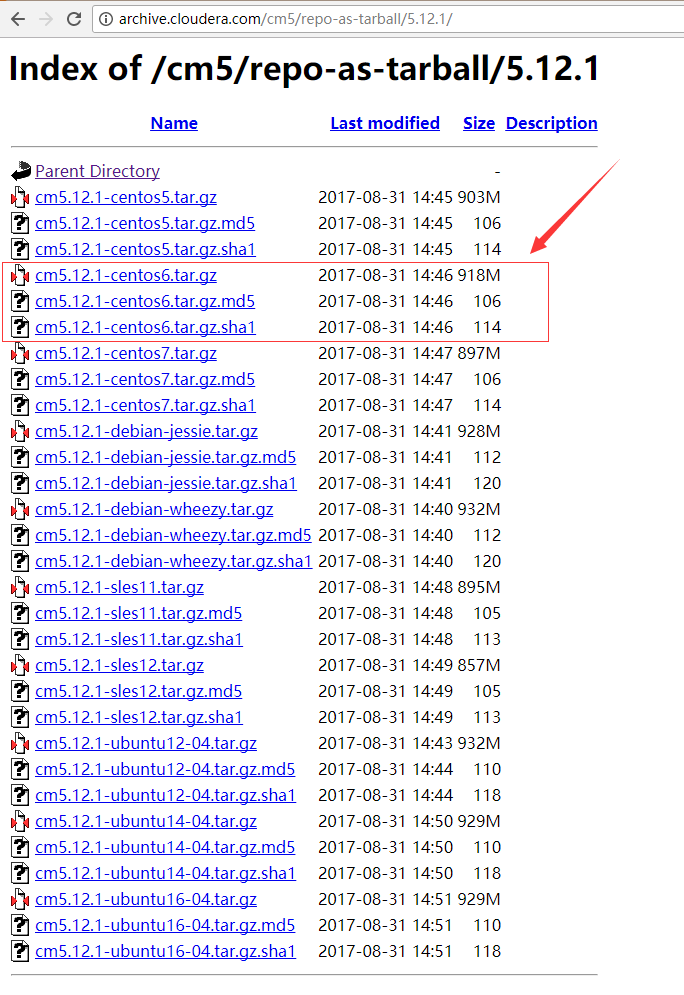 archive.cloudera.com/cm5/repo-as-tarball/5.12.1/
Index of /cm5/repo-as-tarball/5.12.1
Name Last modified Size Description
Parent Directory -
cm5.12.1-centos5.tar.gz 2017-08-31 14:45 903M
cm5.12.1-centos5.tar.gz.md5 2017-08-31 14:45 106
cm5.12.1-centos5.tar.gz.sha1 2017-08-31 14:45 114
cm5.12.1-centos6.tar.gz 2017-08-31 14:46 918M
cm5.12.1-centos6.tar.gz.md5 2017-08-31 14:46 106
cm5.12.1-centos6.tar.gz.sha1 2017-08-31 14:46 114
cm5.12.1-centos7.tar.gz 2017-08-31 14:47 897M
cm5.12.1-centos7.tar.gz.md5 2017-08-31 14:47 106
cm5.12.1-centos7.tar.gz.sha1 2017-08-31 14:47 114
cm5.12.1-debian-jessie.tar.gz 2017-08-31 14:41 928M
cm5.12.1-debian-jessie.tar.gz.md5 2017-08-31 14:41 112
cm5.12.1-debian-jessie.tar.gz.sha1 2017-08-31 14:41 120
cm5.12.1-debian-wheezy.tar.gz 2017-08-31 14:40 932M
cm5.12.1-debian-wheezy.tar.gz.md5 2017-08-31 14:40 112
cm5.12.1-debian-wheezy.tar.gz.sha1 2017-08-31 14:40 120
cm5.12.1-sles11.tar.gz 2017-08-31 14:48 895M
cm5.12.1-sles11.tar.gz.md5 2017-08-31 14:48 105
cm5.12.1-sles11.tar.gz.sha1 2017-08-31 14:48 113
cm5.12.1-sles12.tar.gz 2017-08-31 14:49 857M
cm5.12.1-sles12.tar.gz.md5 2017-08-31 14:49 105
cm5.12.1-sles12.tar.gz.sha1 2017-08-31 14:49 113
cm5.12.1-ubuntu12-04.tar.gz 2017-08-31 14:43 932M
cm5.12.1-ubuntu12-04.tar.gz.md5 2017-08-31 14:44 110
cm5.12.1-ubuntu12-04.tar.gz.sha1 2017-08-31 14:44 118
cm5.12.1-ubuntu14-04.tar.gz 2017-08-31 14:50 929M
cm5.12.1-ubuntu14-04.tar.gz.md5 2017-08-31 14:50 110
cm5.12.1-ubuntu14-04.tar.gz.sha1 2017-08-31 14:50 118
cm5.12.1-ubuntu16-04.tar.gz 2017-08-31 14:51 929M
cm5.12.1-ubuntu16-04.tar.gz.md5 2017-08-31 14:51 110
cm5.12.1-ubuntu16-04.tar.gz.sha1 2017-08-31 14:51 118